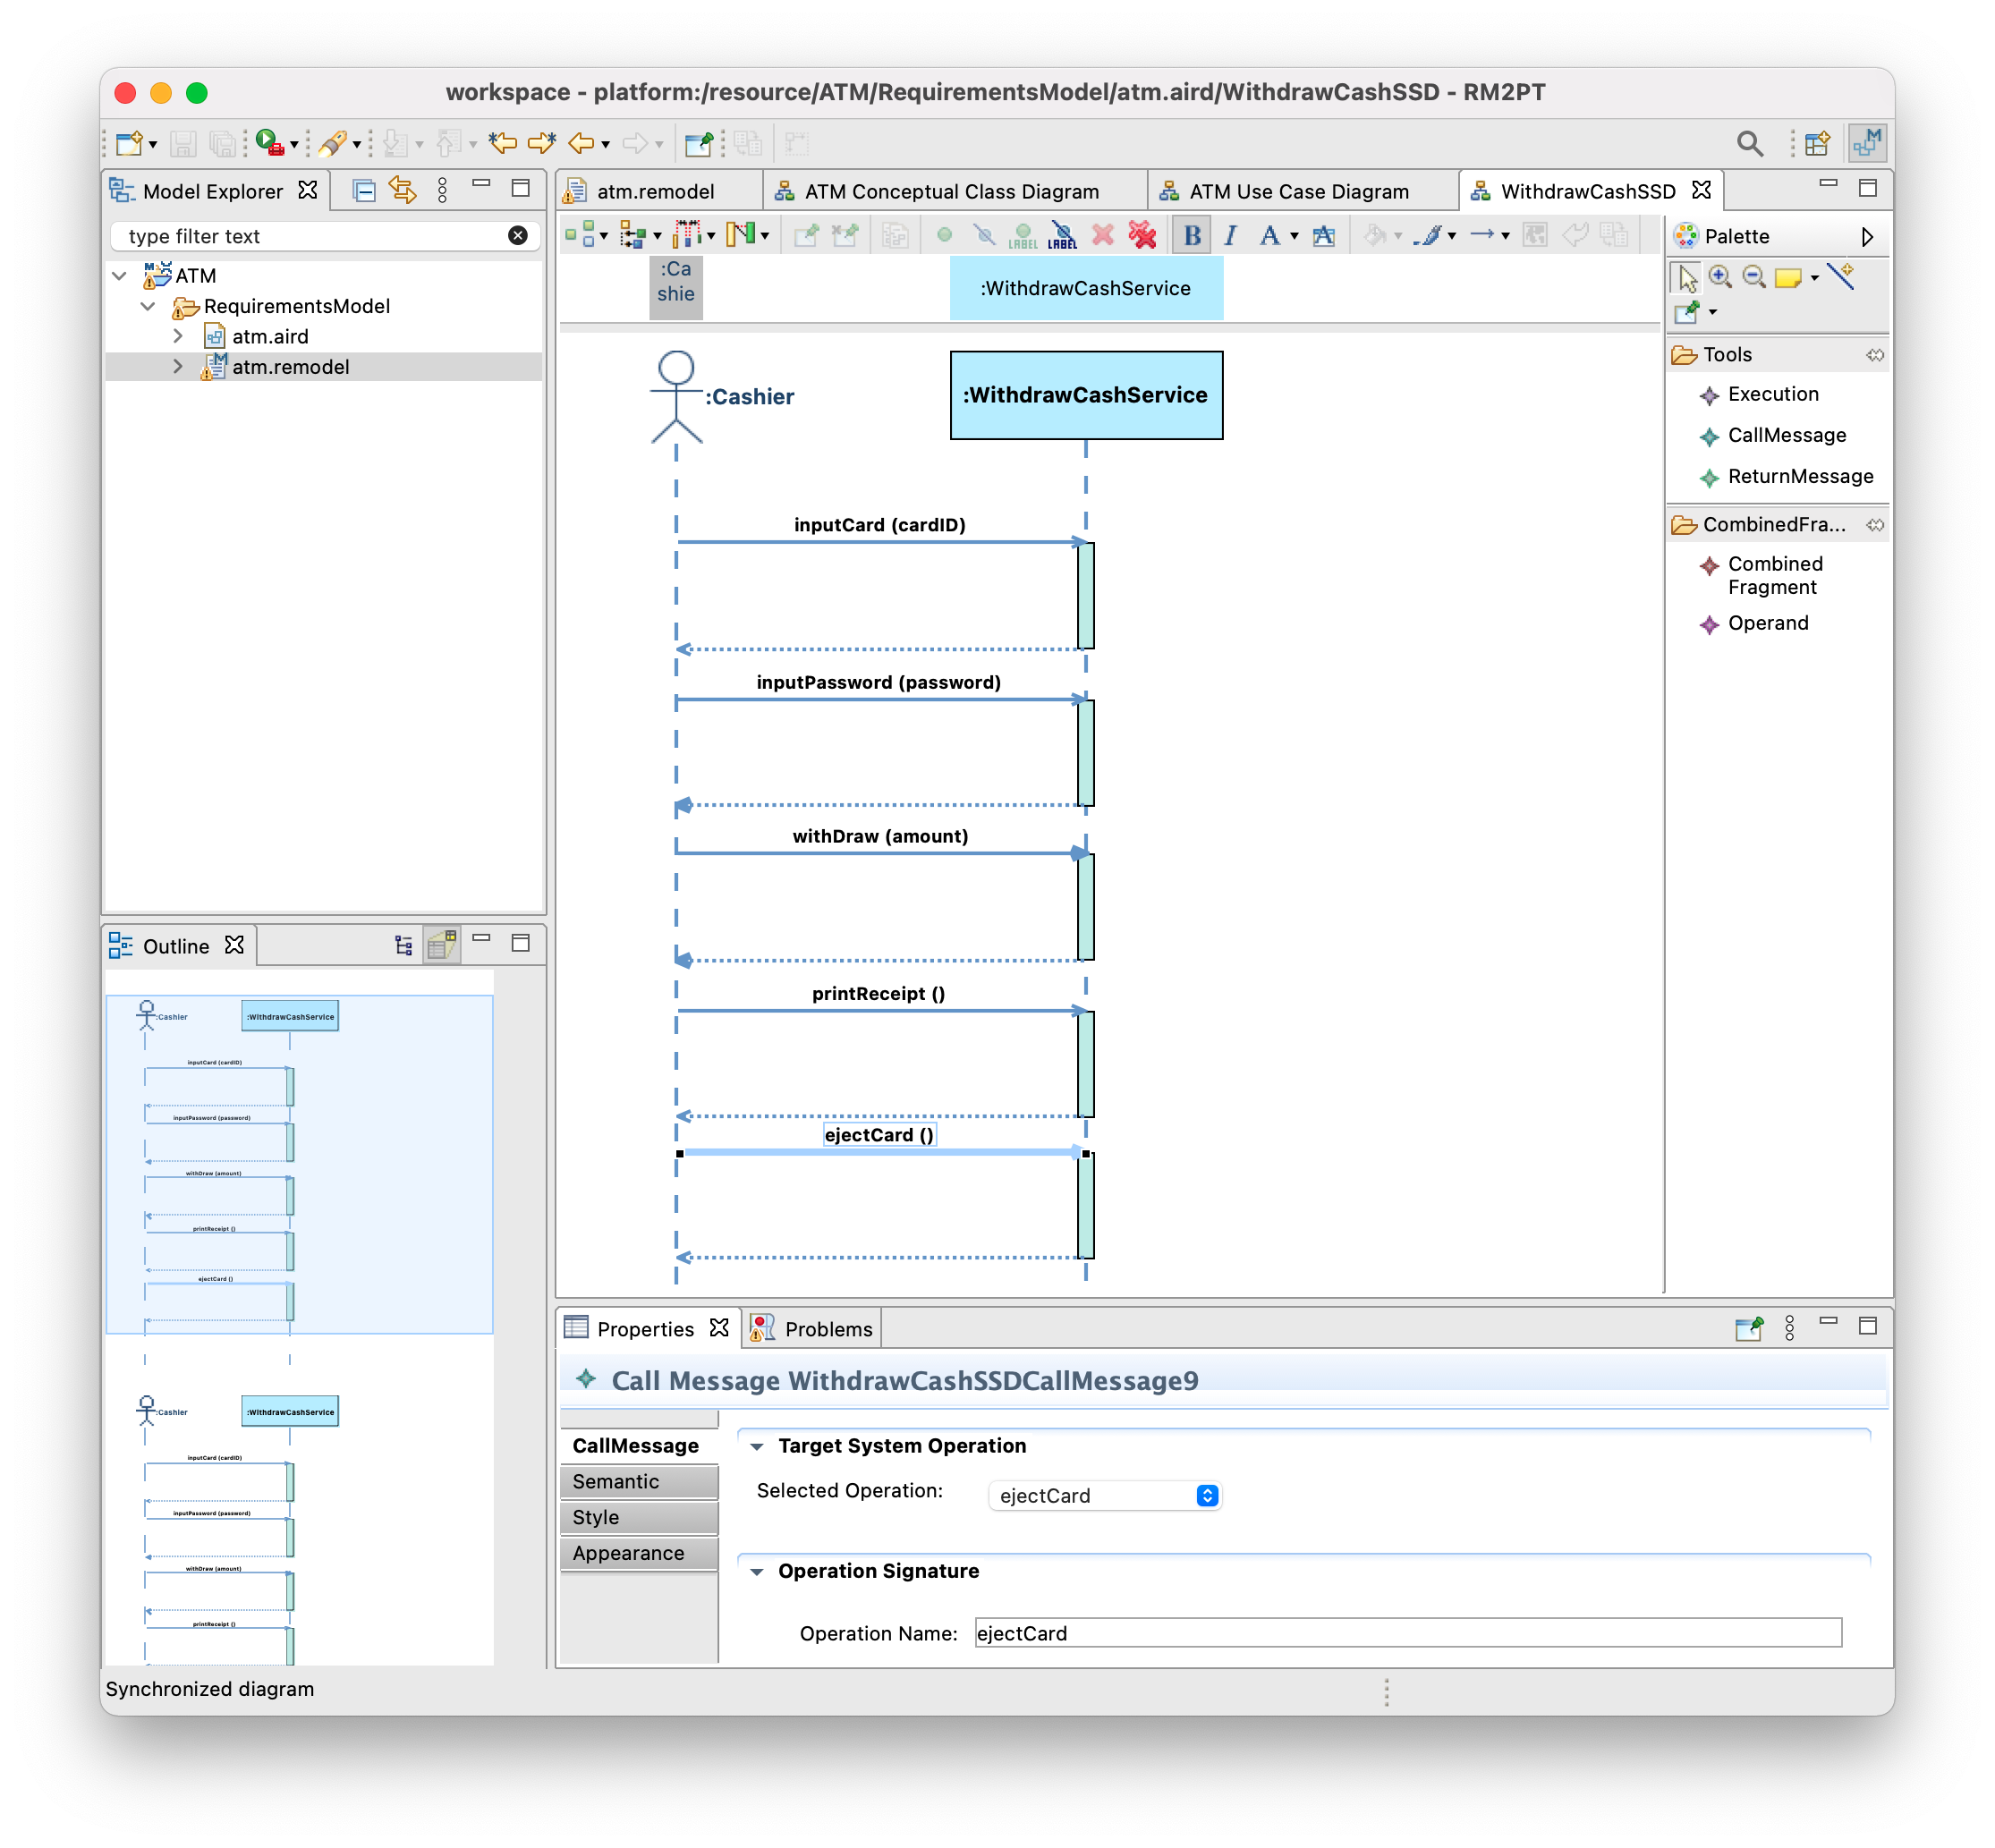 workspace - platform:/resource/ATM/RequirementsModel/atm.aird/WithdrawCashSSD - RM2PT
Model Explorer
type filter text
ATM
RequirementsModel
atm.aird
atm.remodel
atm.remodel
ATM Conceptual Class Diagram
ATM Use Case Diagram
WithdrawCashSSD
LABEL
LABEL
B
I
A
A
:Ca
shie
:WithdrawCashService
:Cashier
:WithdrawCashService
inputCard (cardID)
inputPassword (password)
withDraw (amount)
printReceipt ()
ejectCard ()
Palette
Tools
Execution
CallMessage
ReturnMessage
CombinedFra...
Combined
Fragment
Operand
Outline
:Cashier
:WithdrawCashService
inputCard (cardID)
inputPassword (password)
withDraw (amount)
printReceipt ()
ejectCard ()
:Cashier
:WithdrawCashService
inputCard (cardID)
inputPassword (password)
withDraw (amount)
printReceipt ()
Properties
Problems
Call Message WithdrawCashSSDCallMessage9
CallMessage
Semantic
Style
Appearance
Target System Operation
Selected Operation:
ejectCard
Operation Signature
Operation Name:
ejectCard
Synchronized diagram